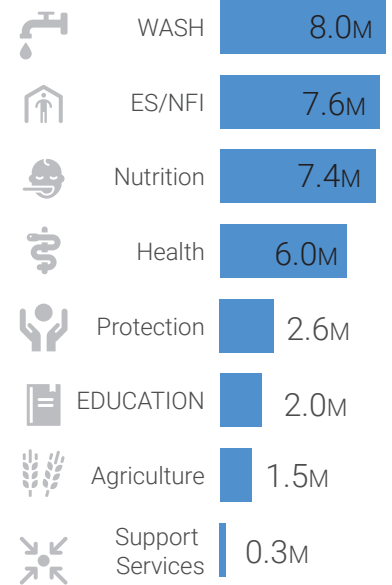 WASH 8.0M
ES/NFI 7.6M
Nutrition 7.4M
Health 6.0M
Protection 2.6M
EDUCATION 2.0M
Agriculture 1.5M
Support
Services 0.3M